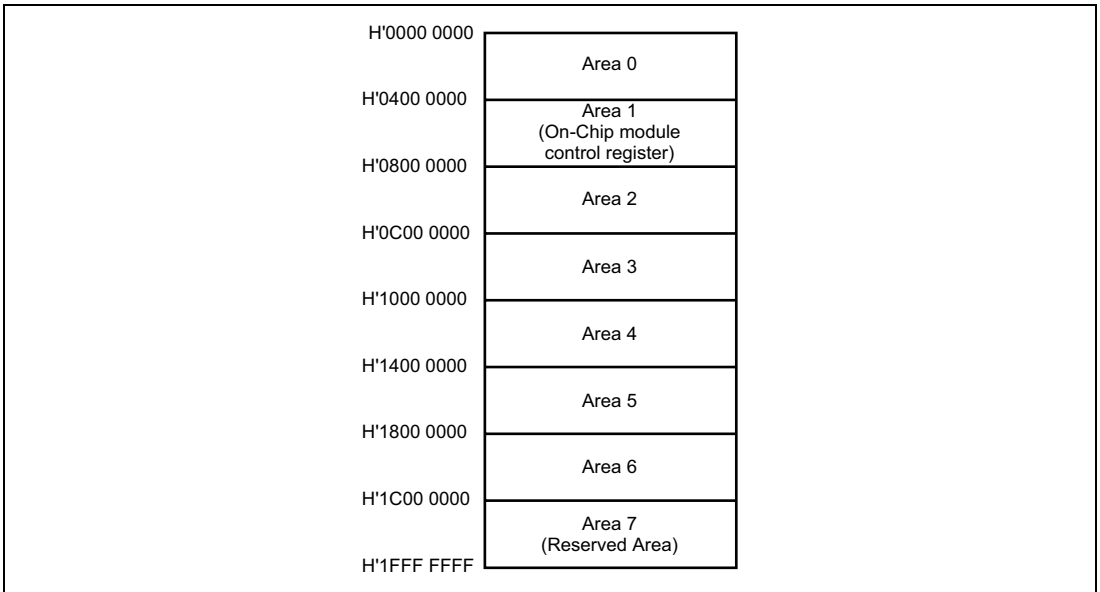 H'0000 0000
Area 0
H'0400 0000
Area 1
(On-Chip module
control register)
H'0800 0000
Area 2
H'0C00 0000
Area 3
H'1000 0000
Area 4
H'1400 0000
Area 5
H'1800 0000
Area 6
H'1C00 0000
Area 7
(Reserved Area)
H'1FFF FFFF